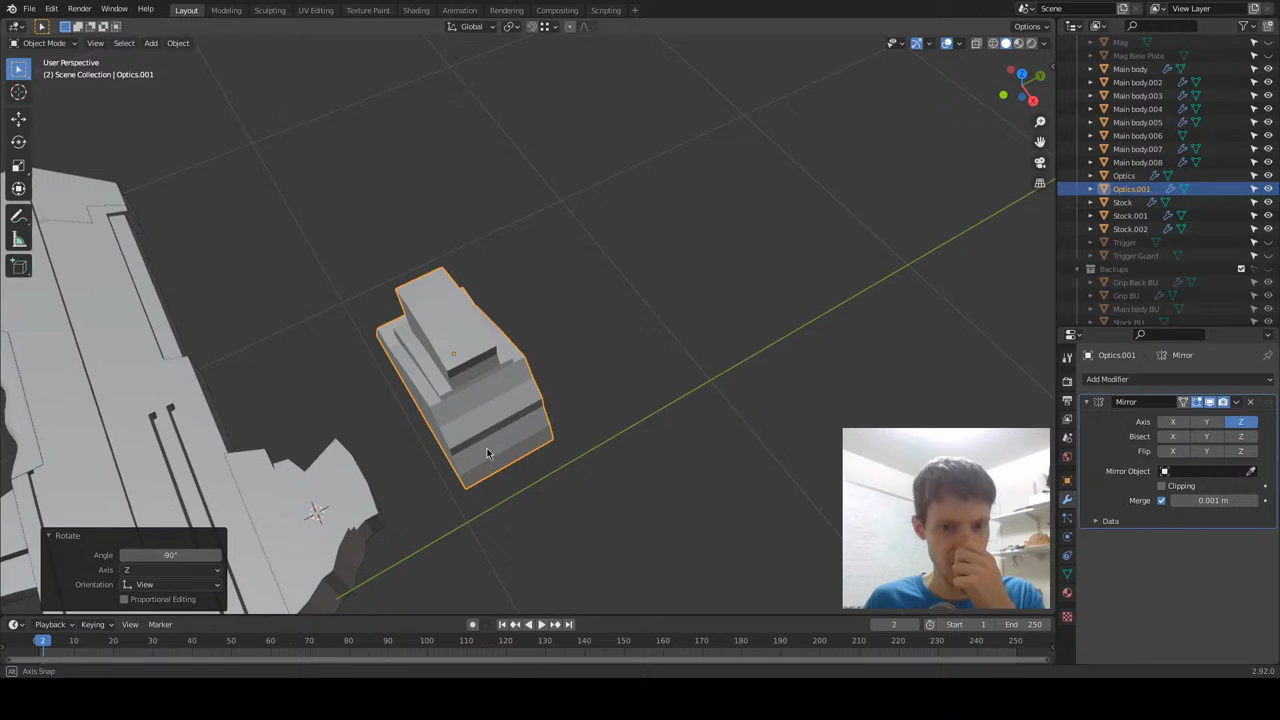 File Edit Render Window Help
Layout Modeling Sculpting UV Editing Texture Paint Shading Animation Rendering Compositing Scripting +
Scene
View Layer
Global
Options
Object Mode View Select Add Object
User Perspective
(2) Scene Collection | Optics.001
Z
Y
X
Mag
Mag Base Plate
Main body
Main body.002
Main body.003
Main body.004
Main body.005
Main body.006
Main body.007
Main body.008
Optics
Optics.001
Stock
Stock.001
Stock.002
Trigger
Trigger Guard
Backups
Grip Back BU
Grip BU
Main body BU
Stock BU
Optics.001 Mirror
Add Modifier
Mirror
Axis X Y Z
Bisect X Y Z
Flip X Y Z
Mirror Object
Clipping
Merge 0.001 m
Data
Rotate
Angle -90°
Axis Z
Orientation View
Proportional Editing
Playback Keying View Marker
2
Start 1 End 250
2 10 20 30 40 50 60 70 80 90 100 110 120 130 140 150 160 170 180 190 200 210 220 230 240 250
Alt Axis Snap
2.92.0